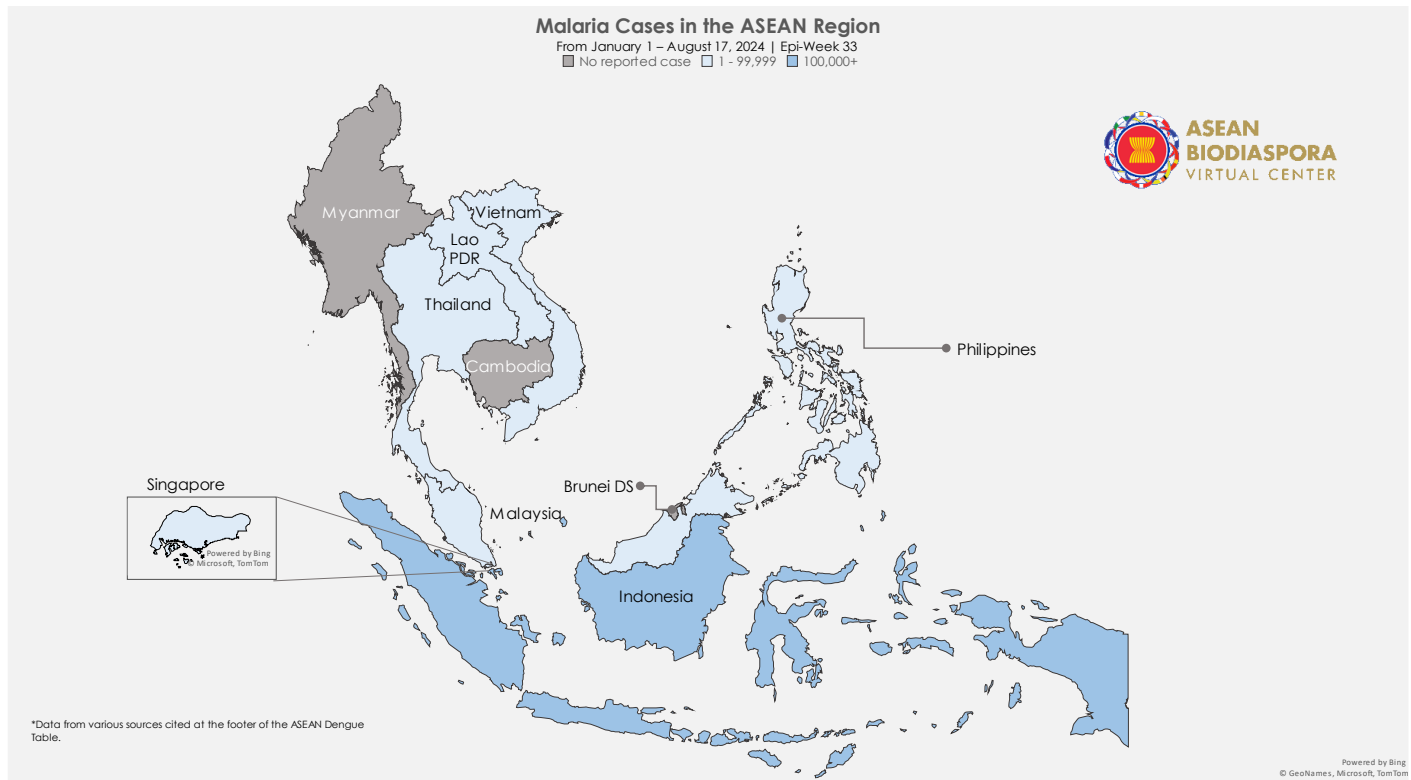 Malaria Cases in the ASEAN Region
From January 1 – August 17, 2024 | Epi-Week 33
No reported case 1 - 99,999 100,000+
ASEAN
BIODIASPORA
VIRTUAL CENTER
Myanmar
Vietnam
Lao
PDR
Thailand
Cambodia
Philippines
Singapore
Powered by Bing
© Microsoft, TomTom
Brunei DS
Malaysia
Indonesia
*Data from various sources cited at the footer of the ASEAN Dengue
Table.
Powered by Bing
© GeoNames, Microsoft, TomTom